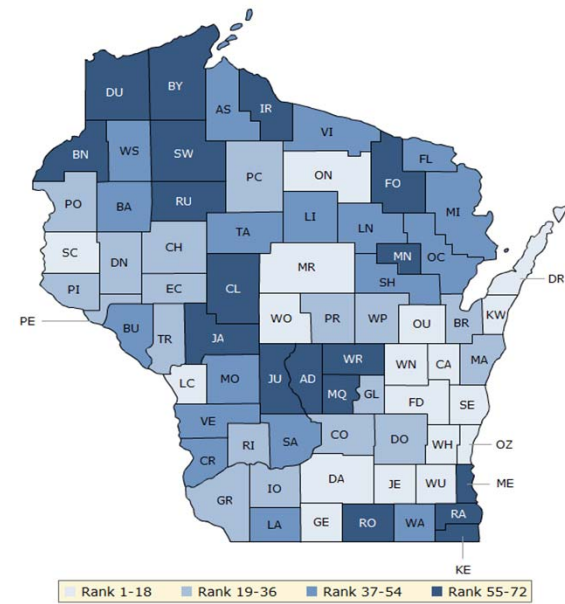 BY
DU
IR
AS
VI
BN
WS
SW
FL
ON
FO
PC
PO
RU
MI
BA
LI
LN
TA
OC
CH
MN
SC
DN
MR
CL
SH
DR
PI
EC
PE
WO
PR
WP
OU
BR
KW
BU
TR
JA
WR
JU
AD
WN
CA
MA
LC
MO
MQ
GL
FD
SE
VE
SA
CO
DO
RI
WH
OZ
CR
DA
JE
WU
ME
IO
GR
RA
LA
GE
RO
WA
KE
Rank 1-18 Rank 19-36 Rank 37-54 Rank 55-72